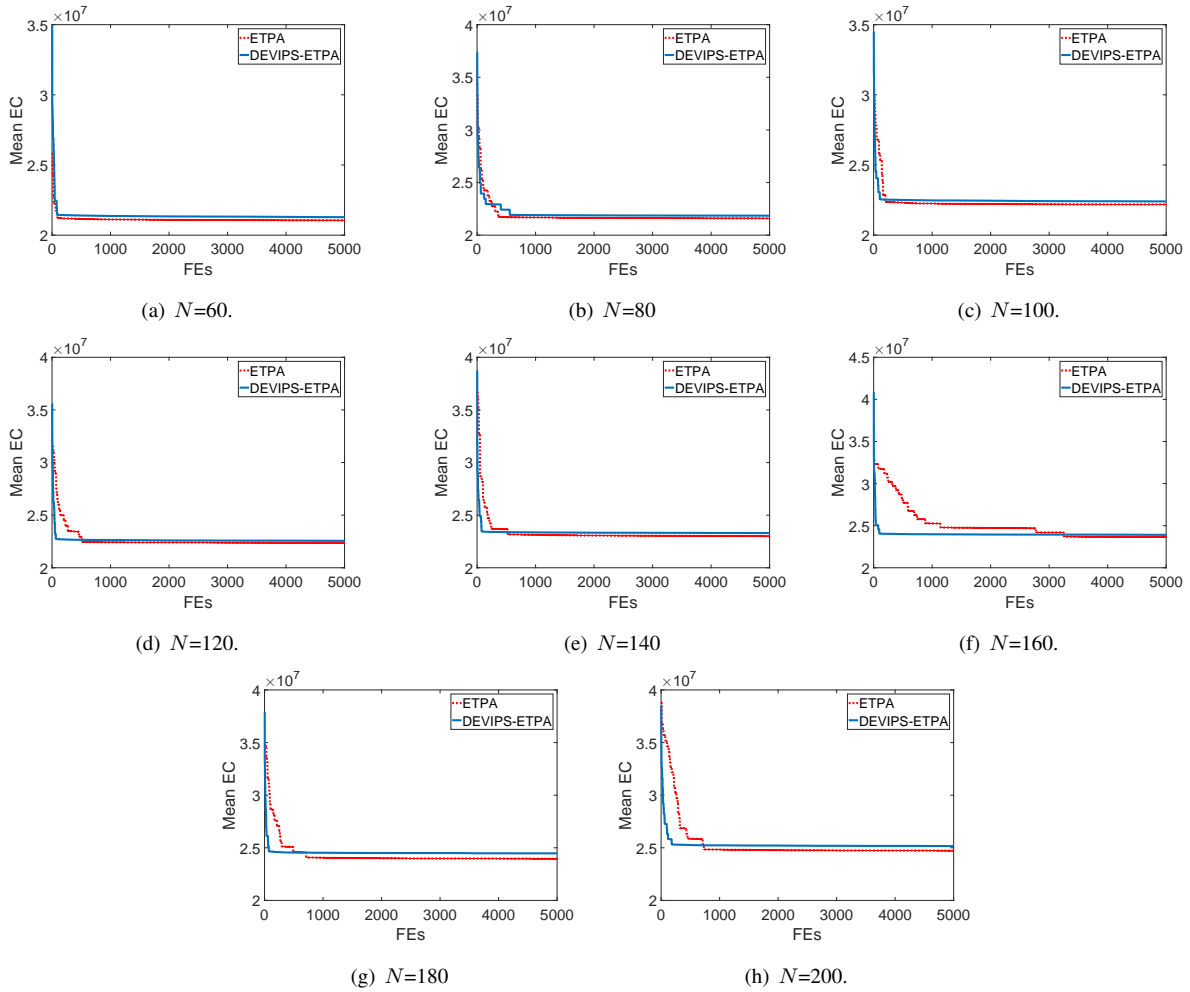 ×10^7
3.5
3
2.5
2
Mean EC
0 1000 2000 3000 4000 5000
FEs
ETPA
DEVIPS-ETPA
(a) N=60.
×10^7
4
3.5
3
2.5
2
Mean EC
0 1000 2000 3000 4000 5000
FEs
ETPA
DEVIPS-ETPA
(b) N=80
×10^7
3.5
3
2.5
2
Mean EC
0 1000 2000 3000 4000 5000
FEs
ETPA
DEVIPS-ETPA
(c) N=100.
×10^7
4
3.5
3
2.5
2
Mean EC
0 1000 2000 3000 4000 5000
FEs
ETPA
DEVIPS-ETPA
(d) N=120.
×10^7
4
3.5
3
2.5
2
Mean EC
0 1000 2000 3000 4000 5000
FEs
ETPA
DEVIPS-ETPA
(e) N=140
×10^7
4.5
4
3.5
3
2.5
2
Mean EC
0 1000 2000 3000 4000 5000
FEs
ETPA
DEVIPS-ETPA
(f) N=160.
×10^7
4
3.5
3
2.5
2
Mean EC
0 1000 2000 3000 4000 5000
FEs
ETPA
DEVIPS-ETPA
(g) N=180
×10^7
4
3.5
3
2.5
2
Mean EC
0 1000 2000 3000 4000 5000
FEs
ETPA
DEVIPS-ETPA
(h) N=200.